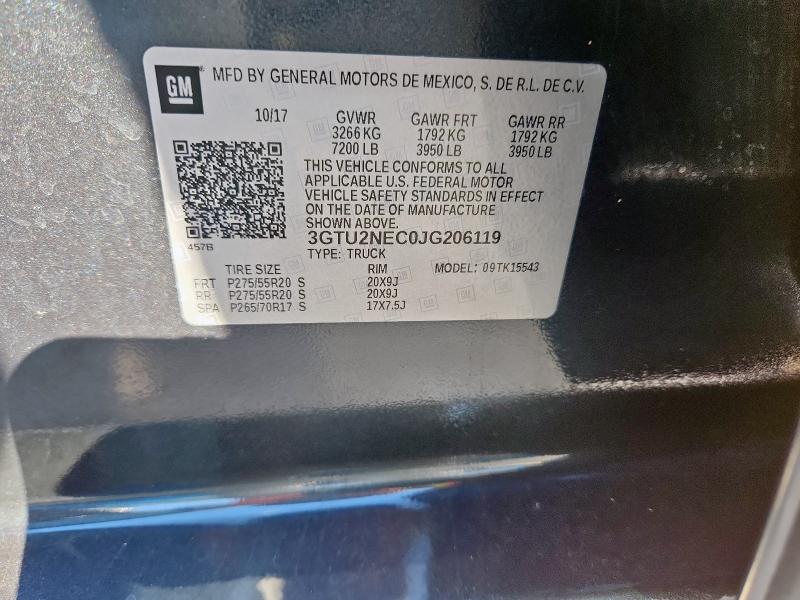 GM
MFD BY GENERAL MOTORS DE MEXICO, S. DE R.L. DE C.V.
10/17 GVWR GAWR FRT GAWR RR
3266 KG 1792 KG 1792 KG
7200 LB 3950 LB 3950 LB
THIS VEHICLE CONFORMS TO ALL
APPLICABLE U.S. FEDERAL MOTOR
VEHICLE SAFETY STANDARDS IN EFFECT
ON THE DATE OF MANUFACTURE
SHOWN ABOVE.
457B
3GTU2NEC0JG206119
TYPE: TRUCK
TIRE SIZE RIM MODEL: 09TK15543
FRT P275/55R20 S 20X9J
RR P275/55R20 S 20X9J
SPA P265/70R17 S 17X7.5J